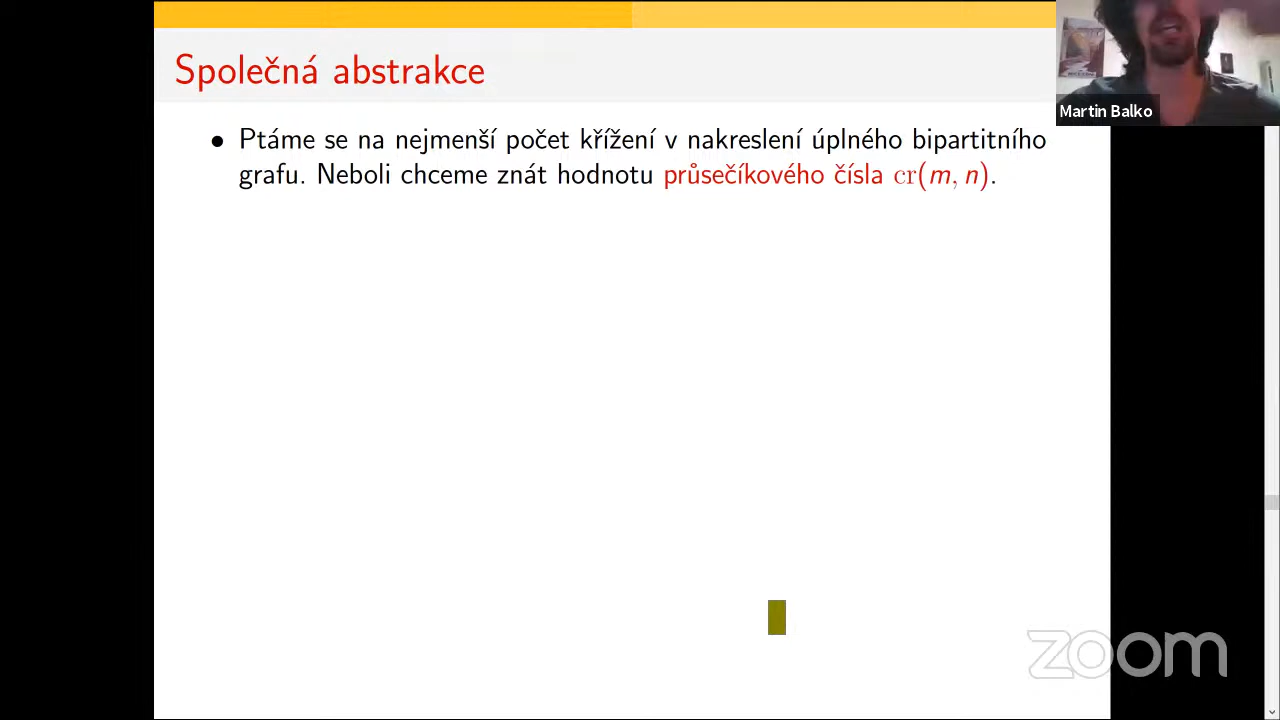 Společná abstrakce
Martin Balko
• Ptáme se na nejmenší počet křížení v nakreslení úplného bipartitního
grafu. Neboli chceme znát hodnotu průsečíkového čísla cr(m, n).
zoom